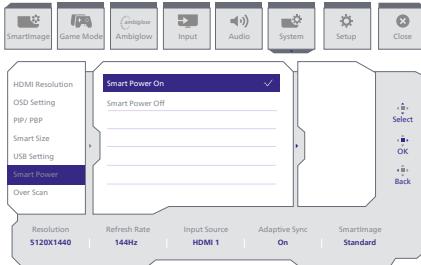 SmartImage
Game Mode
ambiglow
Ambiglow
Input
Audio
System
Setup
Close
HDMI Resolution
OSD Setting
PIP/ PBP
Smart Size
USB Setting
Smart Power
Over Scan
Smart Power On
Smart Power Off
Select
OK
Back
Resolution
5120X1440
Refresh Rate
144Hz
Input Source
HDMI 1
Adaptive Sync
On
SmartImage
Standard